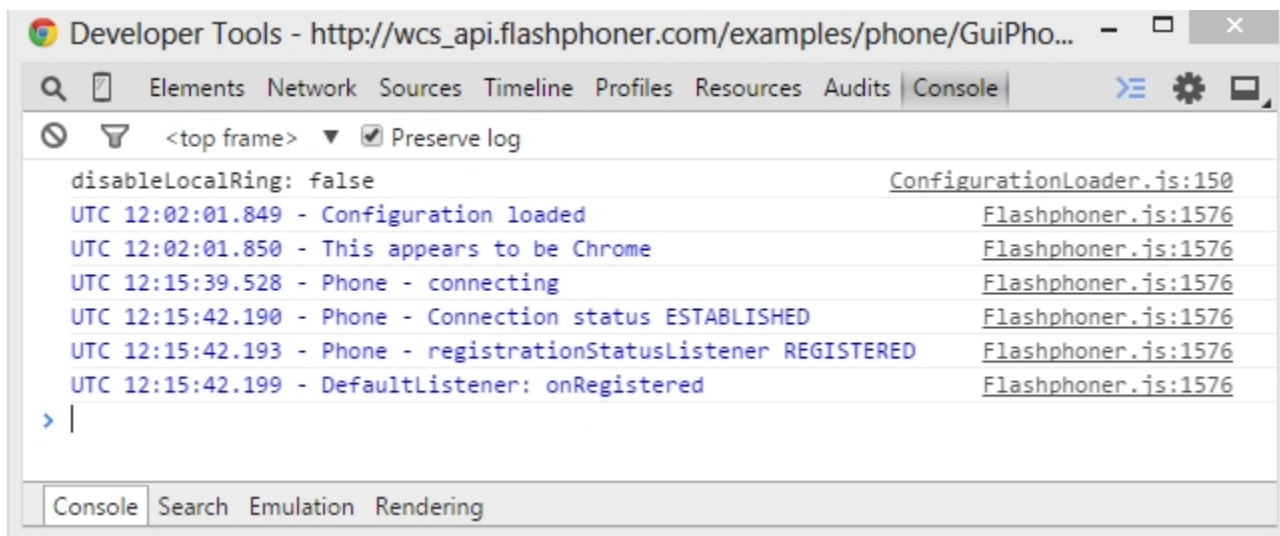 Developer Tools - http://wcs_api.flashphoner.com/examples/phone/GuiPho...
Elements Network Sources Timeline Profiles Resources Audits Console
<top frame> ▼ Preserve log
disableLocalRing: false ConfigurationLoader.js:150
UTC 12:02:01.849 - Configuration loaded Flashphoner.js:1576
UTC 12:02:01.850 - This appears to be Chrome Flashphoner.js:1576
UTC 12:15:39.528 - Phone - connecting Flashphoner.js:1576
UTC 12:15:42.190 - Phone - Connection status ESTABLISHED Flashphoner.js:1576
UTC 12:15:42.193 - Phone - registrationStatusListener REGISTERED Flashphoner.js:1576
UTC 12:15:42.199 - DefaultListener: onRegistered Flashphoner.js:1576
>
Console Search Emulation Rendering